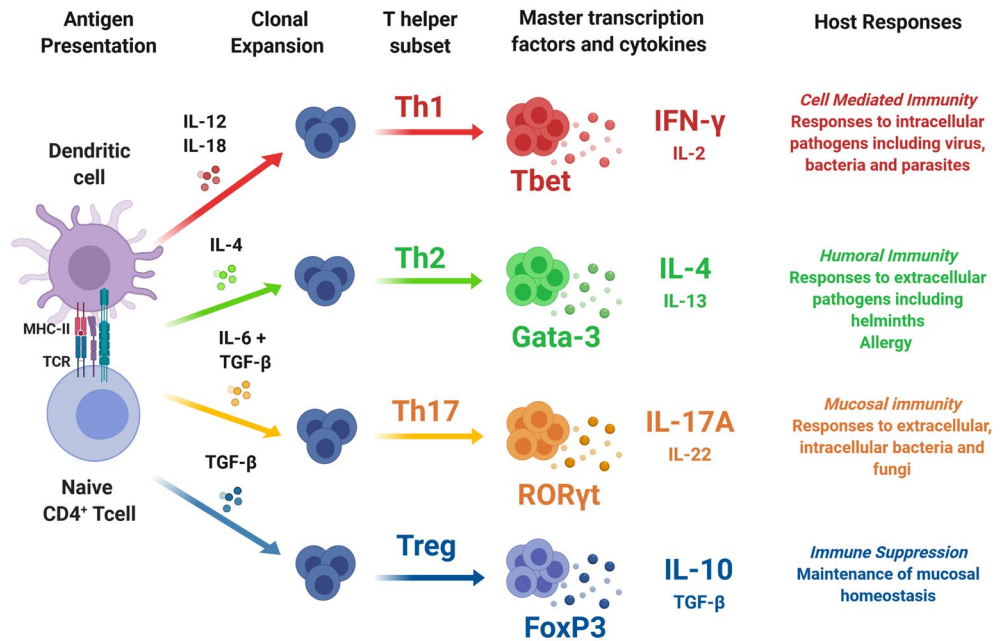 Antigen
Presentation
Clonal
Expansion
T helper
subset
Master transcription
factors and cytokines
Host Responses
Dendritic
cell
MHC-II
TCR
Naive
CD4⁺ Tcell
IL-12
IL-18
Th1
Tbet
IFN-γ
IL-2
Cell Mediated Immunity
Responses to intracellular
pathogens including virus,
bacteria and parasites
IL-4
Th2
Gata-3
IL-4
IL-13
Humoral Immunity
Responses to extracellular
pathogens including
helminths
Allergy
IL-6 +
TGF-β
Th17
RORγt
IL-17A
IL-22
Mucosal immunity
Responses to extracellular,
intracellular bacteria and
fungi
TGF-β
Treg
FoxP3
IL-10
TGF-β
Immune Suppression
Maintenance of mucosal
homeostasis